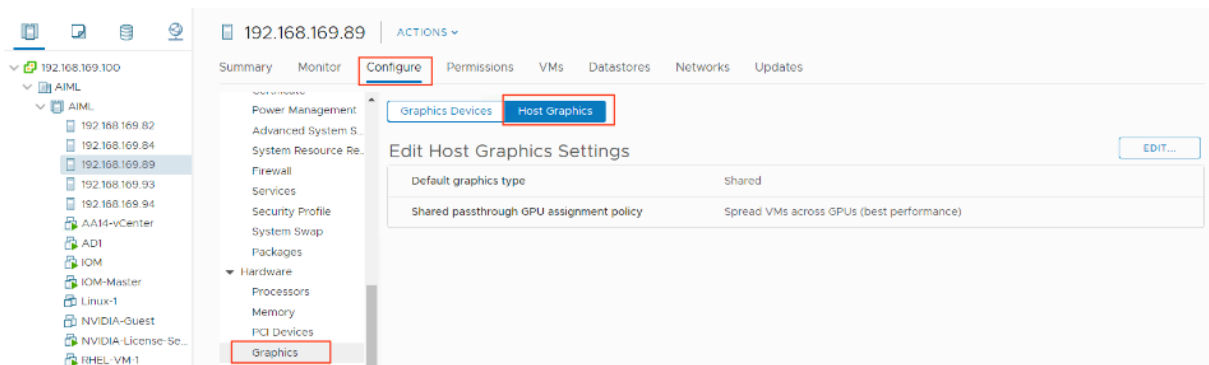 192.168.169.89
ACTIONS
192.168.169.100
AIML
AIML
192.168.169.82
192.168.169.84
192.168.169.89
192.168.169.93
192.168.169.94
AA14-vCenter
AD1
IOM
IOM-Master
Linux-1
NVIDIA-Guest
NVIDIA-License-Se...
RHEL-VM-1
Summary Monitor Configure Permissions VMs Datastores Networks Updates
Power Management
Advanced System S...
System Resource Re...
Firewall
Services
Security Profile
System Swap
Packages
Hardware
Processors
Memory
PCI Devices
Graphics
Graphics Devices Host Graphics
Edit Host Graphics Settings
EDIT...
Default graphics type Shared
Shared passthrough GPU assignment policy Spread VMs across GPUs (best performance)